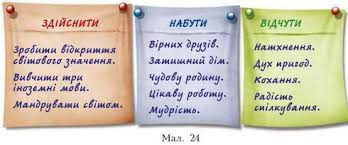 ЗДІЙСНИТИ
Зробити відкриття
світового значення.
Вивчити три
іноземні мови.
Мандрувати світом.
НАБУТИ
Вірних друзів.
Затишний дім.
Чудову родину.
Цікаву роботу.
Мудрість.
ВІДЧУТИ
Натхнення.
Дух пригод.
Кохання.
Радість
спілкування.
Мал. 24